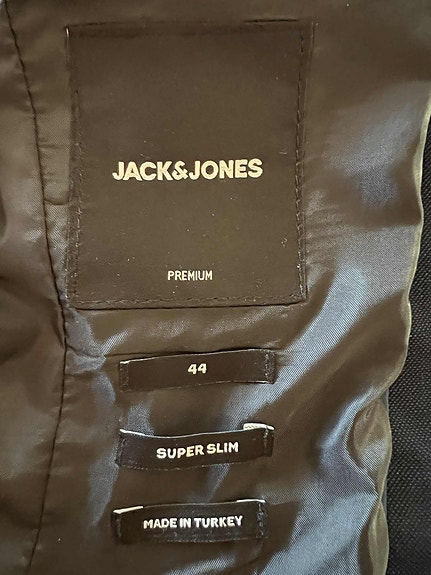 JACK&JONES
PREMIUM
44
SUPER SLIM
MADE IN TURKEY